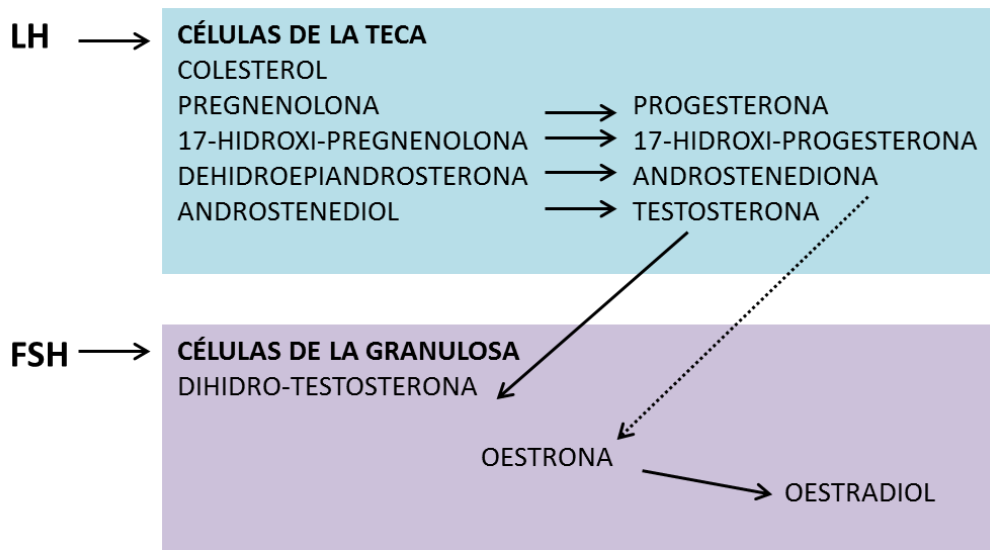 LH
CÉLULAS DE LA TECA
COLESTEROL
PREGNENOLONA PROGESTERONA
17-HIDROXI-PREGNENOLONA 17-HIDROXI-PROGESTERONA
DEHIDROEPIANDROSTERONA ANDROSTENEDIONA
ANDROSTENEDIOL TESTOSTERONA
FSH
CÉLULAS DE LA GRANULOSA
DIHIDRO-TESTOSTERONA
OESTRONA
OESTRADIOL